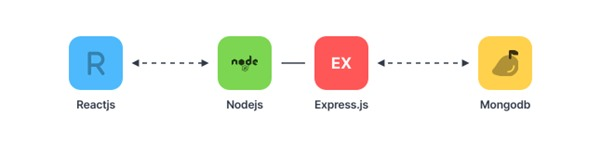 R
node
EX
Reactjs
Nodejs
Express.js
Mongodb